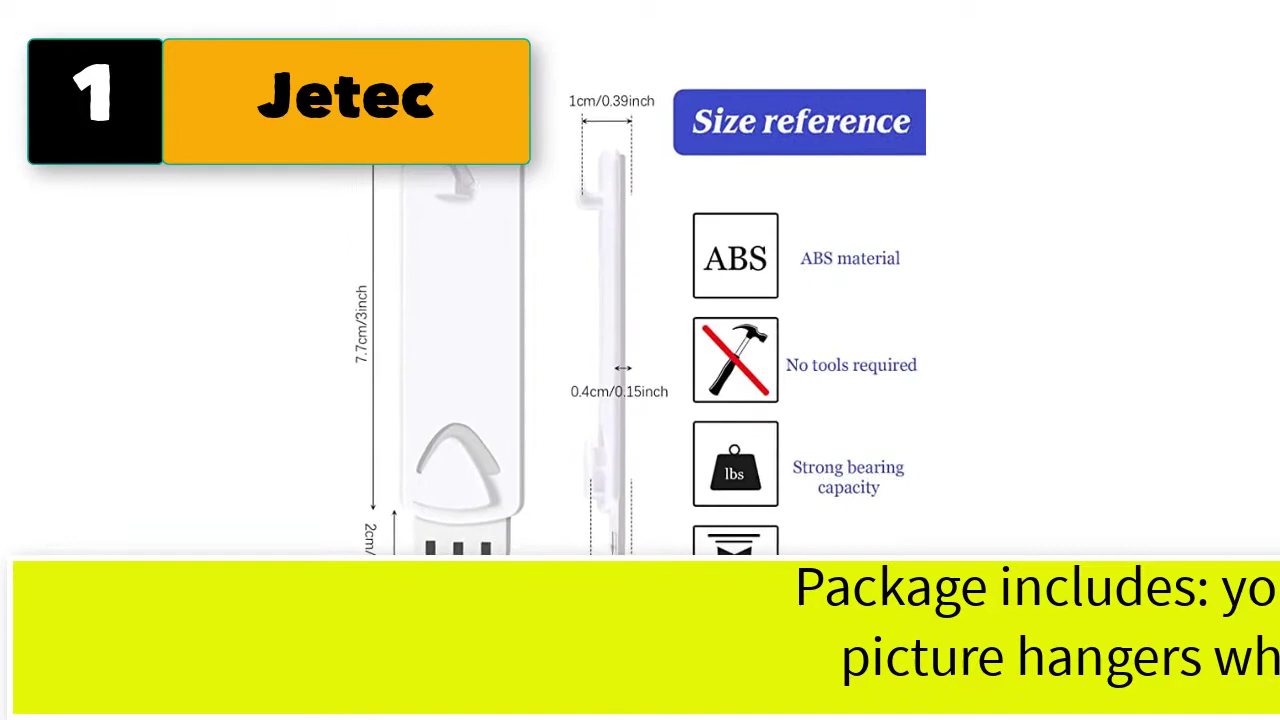 1 Jetec
1cm/0.39inch
Size reference
ABS
ABS material
7.7cm/3inch
No tools required
0.4cm/0.15inch
lbs
Strong bearing
capacity
2cm/
Package includes: yo
picture hangers wh